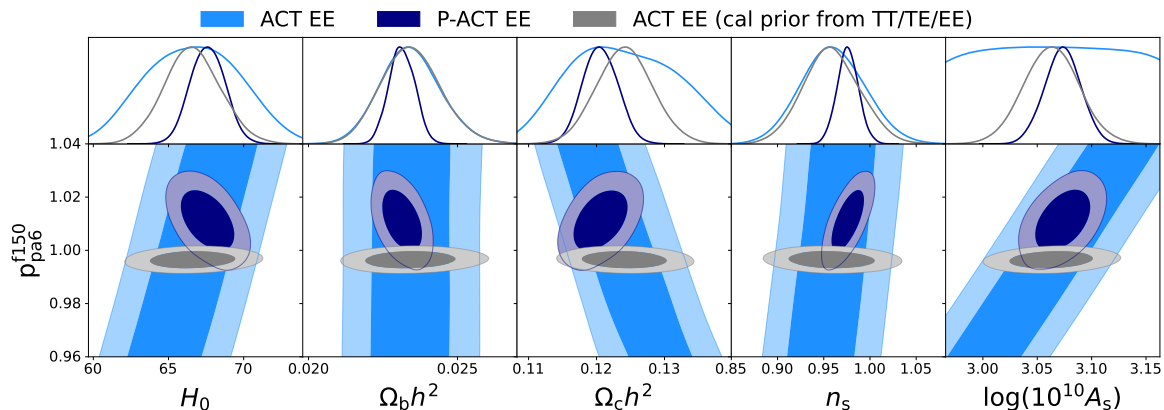 ACT EE P-ACT EE ACT EE (cal prior from TT/TE/EE)
1.04
1.02
1.00
0.98
0.96
p^{f150}_{pa6}
60 65 70 0.020 0.025 0.11 0.12 0.13 0.85 0.90 0.95 1.00 3.00 3.05 3.10 3.15
H_0 Ω_b h^2 Ω_c h^2 n_s log(10^{10} A_s)